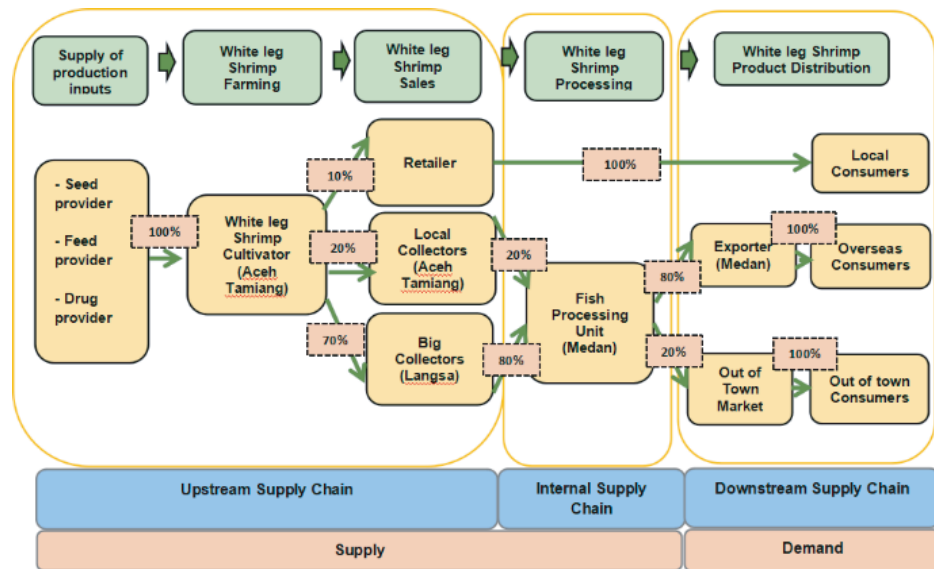 Supply of
production
inputs
White leg
Shrimp
Farming
White leg
Shrimp
Sales
White leg
Shrimp
Processing
White leg Shrimp
Product Distribution
- Seed
provider
- Feed
provider
- Drug
provider
100%
White leg
Shrimp
Cultivator
(Aceh
Tamiang)
10%
20%
70%
Retailer
Local
Collectors
(Aceh
Tamiang)
Big
Collectors
(Langsa)
100%
20%
80%
Fish
Processing
Unit
(Medan)
80%
20%
Local
Consumers
Exporter
(Medan)
100%
Overseas
Consumers
Out of
Town
Market
100%
Out of town
Consumers
Upstream Supply Chain
Internal Supply
Chain
Downstream Supply Chain
Supply
Demand